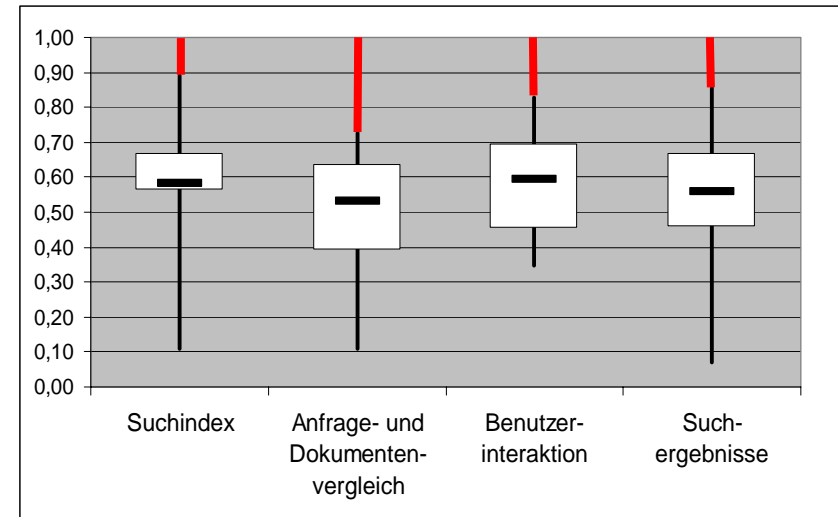 1,00
0,90
0,80
0,70
0,60
0,50
0,40
0,30
0,20
0,10
0,00
Suchindex
Anfrage- und
Dokumenten-
vergleich
Benutzer-
interaktion
Such-
ergebnisse